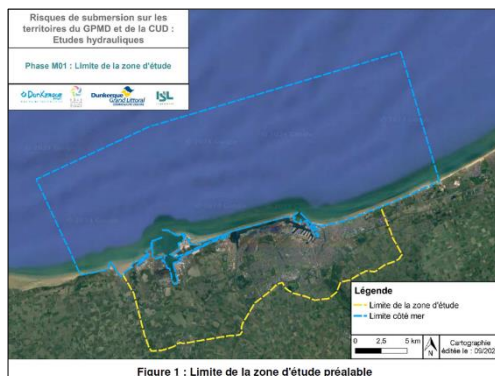 Risques de submersion sur les
territoires du GPMD et de la CUD :
Etudes hydrauliques
Phase M01 : Limite de la zone d'étude
Dunkerque
Dunkerque
Grand Littoral
ISL
Légende
Limite de la zone d'étude
Limite côté mer
0 2,5 5 km
N
Cartographie
éditée le : 09/202
Figure 1 : Limite de la zone d'étude préalable